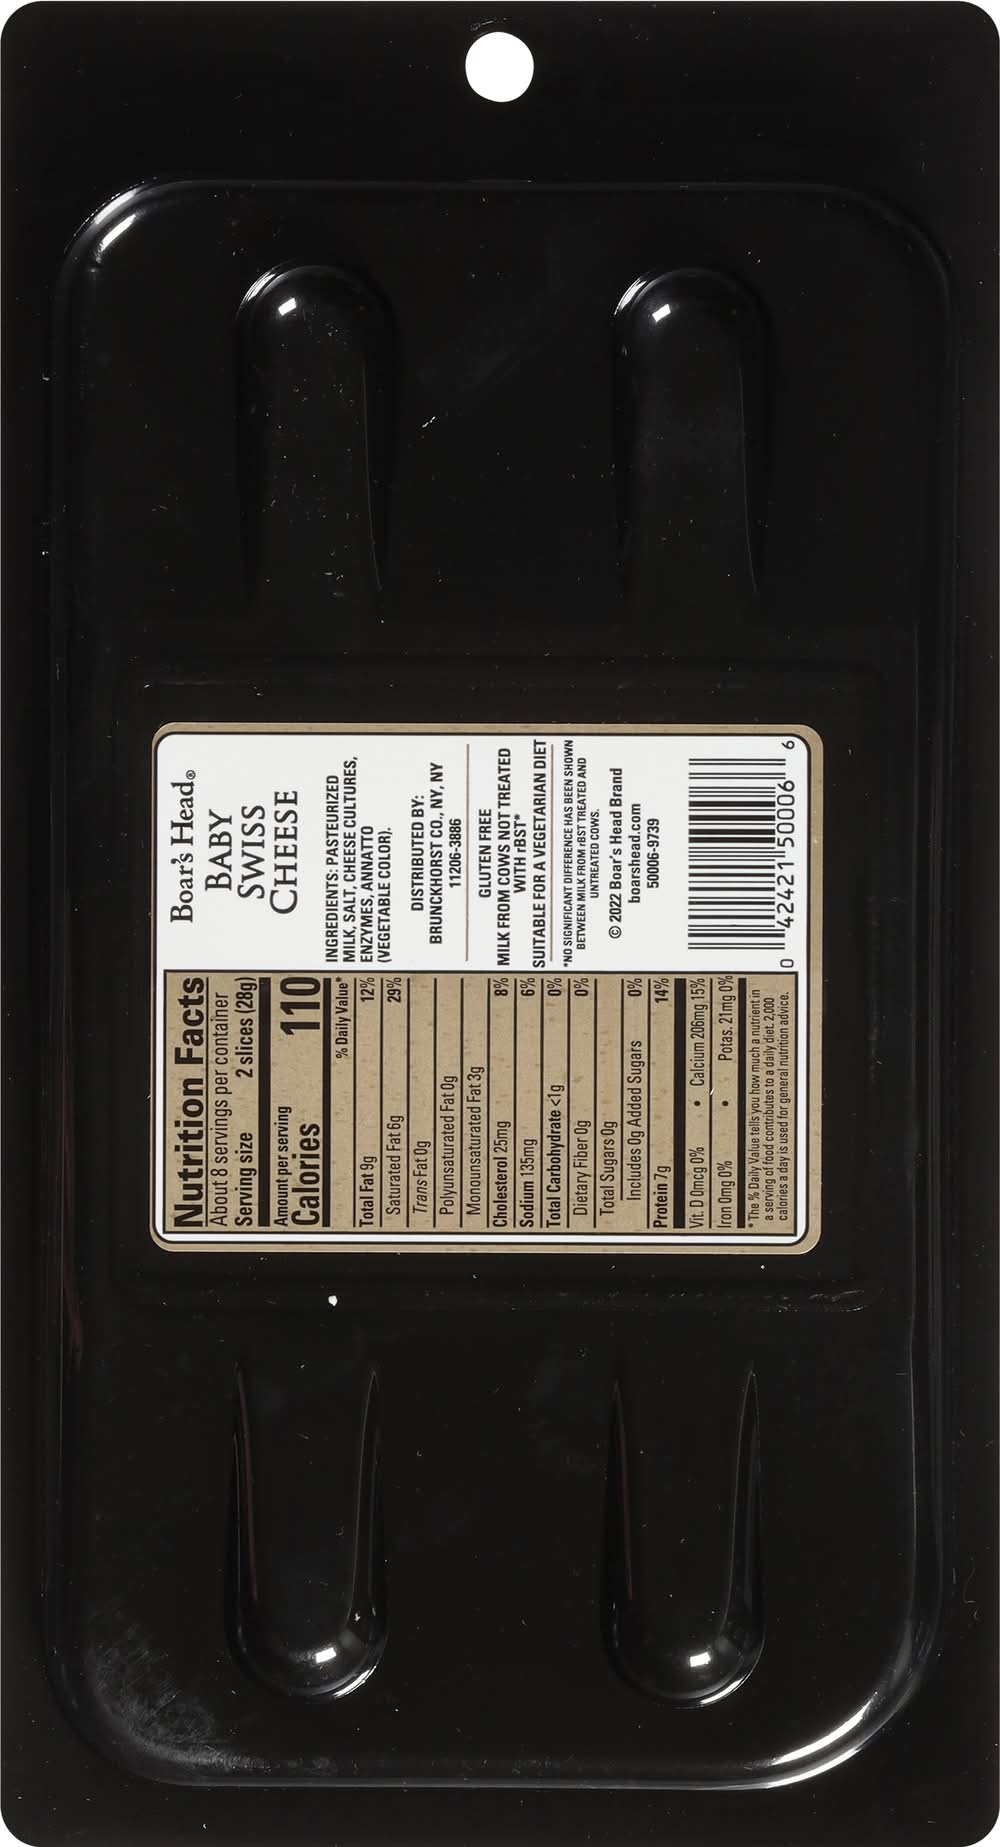 Boar's Head®
BABY
SWISS
CHEESE
INGREDIENTS: PASTEURIZED
MILK, SALT, CHEESE CULTURES,
ENZYMES, ANNATTO
(VEGETABLE COLOR).
DISTRIBUTED BY:
BRUNCKHORST CO., NY, NY
11206-3886
GLUTEN FREE
MILK FROM COWS NOT TREATED
WITH rBST*
SUITABLE FOR A VEGETARIAN DIET
*NO SIGNIFICANT DIFFERENCE HAS BEEN SHOWN
BETWEEN MILK FROM rBST TREATED AND
UNTREATED COWS.
© 2022 Boar's Head Brand
boarshead.com
50006-9739
0 42421 50006 6
Nutrition Facts
About 8 servings per container
Serving size 2 slices (28g)
Amount per serving
Calories 110
% Daily Value*
Total Fat 9g 12%
Saturated Fat 6g 29%
Trans Fat 0g
Polyunsaturated Fat 0g
Monounsaturated Fat 3g
Cholesterol 25mg 8%
Sodium 135mg 6%
Total Carbohydrate <1g 0%
Dietary Fiber 0g 0%
Total Sugars 0g
Includes 0g Added Sugars 0%
Protein 7g 14%
Vit. D 0mcg 0% • Calcium 206mg 15%
Iron 0mg 0% • Potas. 21mg 0%
* The % Daily Value tells you how much a nutrient in
a serving of food contributes to a daily diet. 2,000
calories a day is used for general nutrition advice.